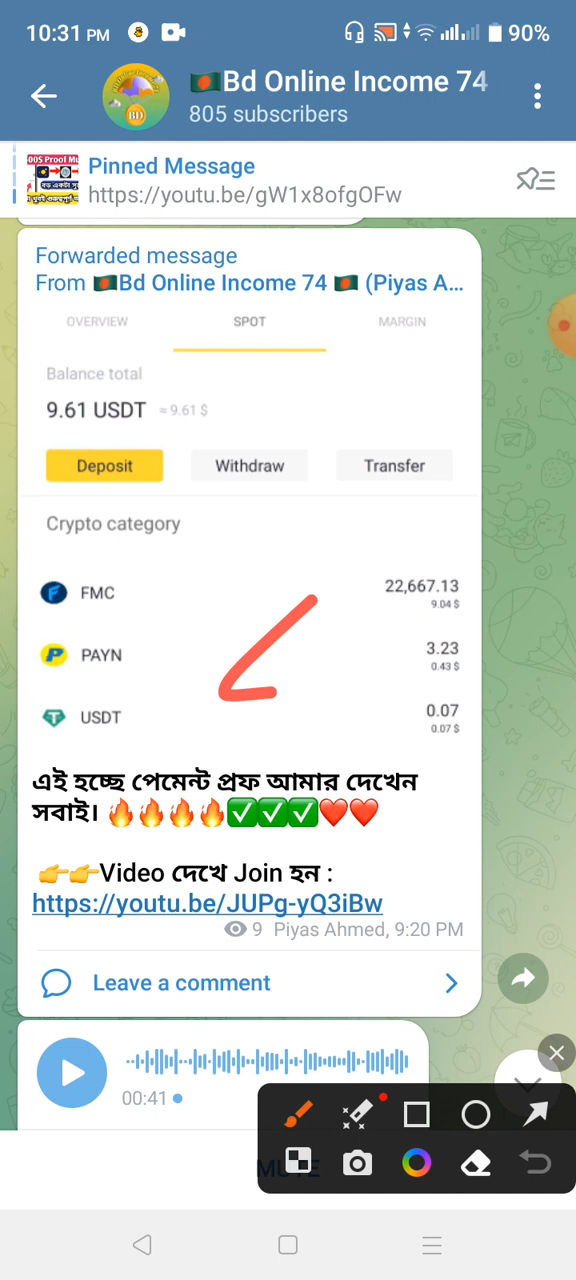 10:31 PM
90%
🇧🇩Bd Online Income 74
805 subscribers
Pinned Message
https://youtu.be/gW1x8ofgOFw
Forwarded message
From 🇧🇩Bd Online Income 74 🇧🇩 (Piyas A...
OVERVIEW SPOT MARGIN
Balance total
9.61 USDT ≈ 9.61 $
Deposit Withdraw Transfer
Crypto category
FMC 22,667.13
9.04 $
PAYN 3.23
0.43 $
USDT 0.07
0.07 $
এই হচ্ছে পেমেন্ট প্রফ আমার দেখেন
সবাই। 🔥🔥🔥🔥✅✅✅❤️❤️
👉👉Video দেখে Join হন :
https://youtu.be/JUPg-yQ3iBw
9 Piyas Ahmed, 9:20 PM
Leave a comment
00:41
MUTE